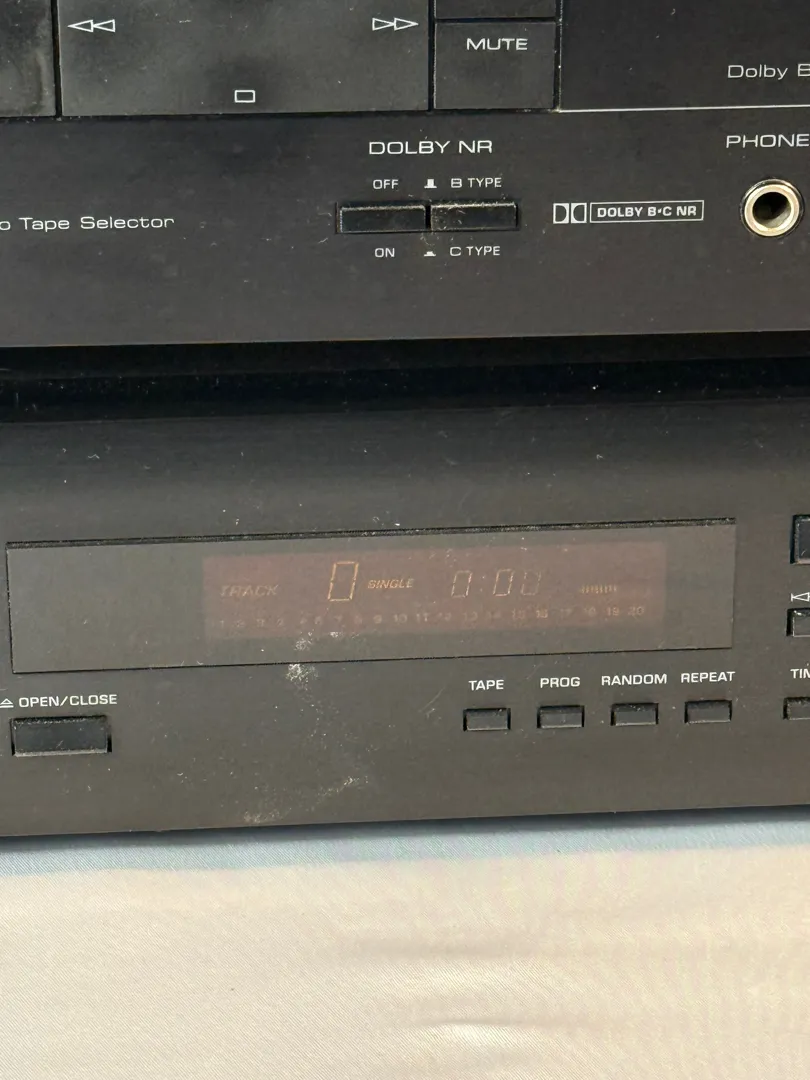 MUTE
Dolby B
DOLBY NR
PHONE
OFF B TYPE
o Tape Selector
DOLBY B·C NR
ON C TYPE
TRACK 0 SINGLE 0:00
1 2 3 4 5 6 7 8 9 10 11 12 13 14 15 16 17 18 19 20
OPEN/CLOSE
TAPE PROG RANDOM REPEAT TIM